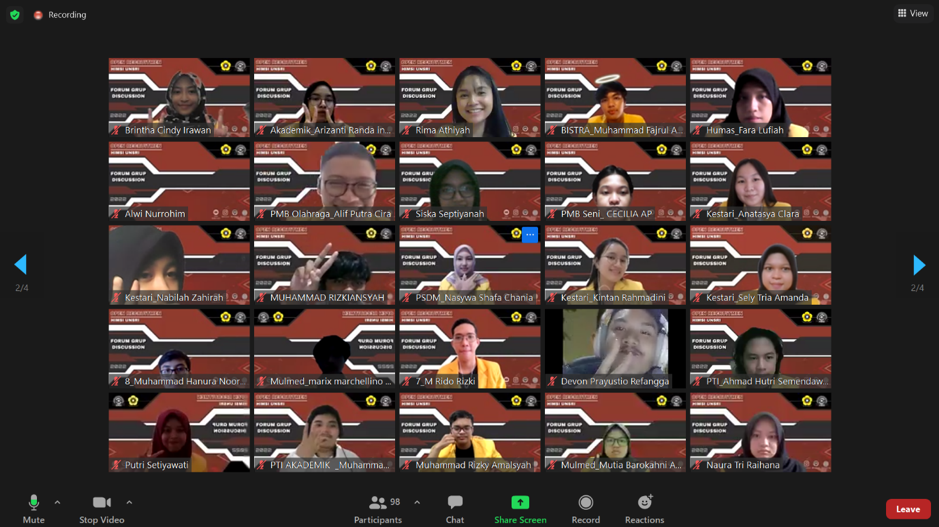 Recording
View
OPEN RECRUITMENT
HIMSI UNSRI
FORUM GRUP
DISCUSSION
Brintha Cindy Irawan
Akademik_Arizanti Randa In...
Rima Athiyah
BISTRA_Muhammad Fajrul A...
Humas_Fara Lufiah
Alwi Nurrohim
PMB Olahraga_Alif Putra Cira
Siska Septiyanah
PMB Seni_ CECILIA AP
Kestari_Anatasya Clara
2/4
Kestari_Nabilah Zahirah
MUHAMMAD RIZKIANSYAH
PSDM_Nasywa Shafa Chania
Kestari_Kintan Rahmadini
Kestari_Sely Tria Amanda
2/4
8_Muhammad Hanura Noor...
Mulmed_marix marchellino ...
7_M Rido Rizki
Devon Prayustio Refangga
PTI_Ahmad Hutri Semendaw...
Putri Setiyawati
PTI AKADEMIK _Muhamma...
Muhammad Rizky Amalsyah
Mulmed_Mutia Barokahni A...
Naura Tri Raihana
Mute
Stop Video
98
Participants
Chat
Share Screen
Record
Reactions
Leave